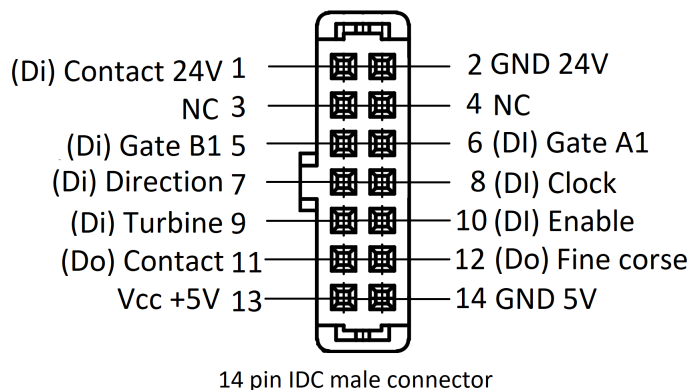 (Di) Contact 24V 1 2 GND 24V
NC 3 4 NC
(Di) Gate B1 5 6 (DI) Gate A1
(Di) Direction 7 8 (DI) Clock
(Di) Turbine 9 10 (DI) Enable
(Do) Contact 11 12 (Do) Fine corse
Vcc +5V 13 14 GND 5V
14 pin IDC male connector